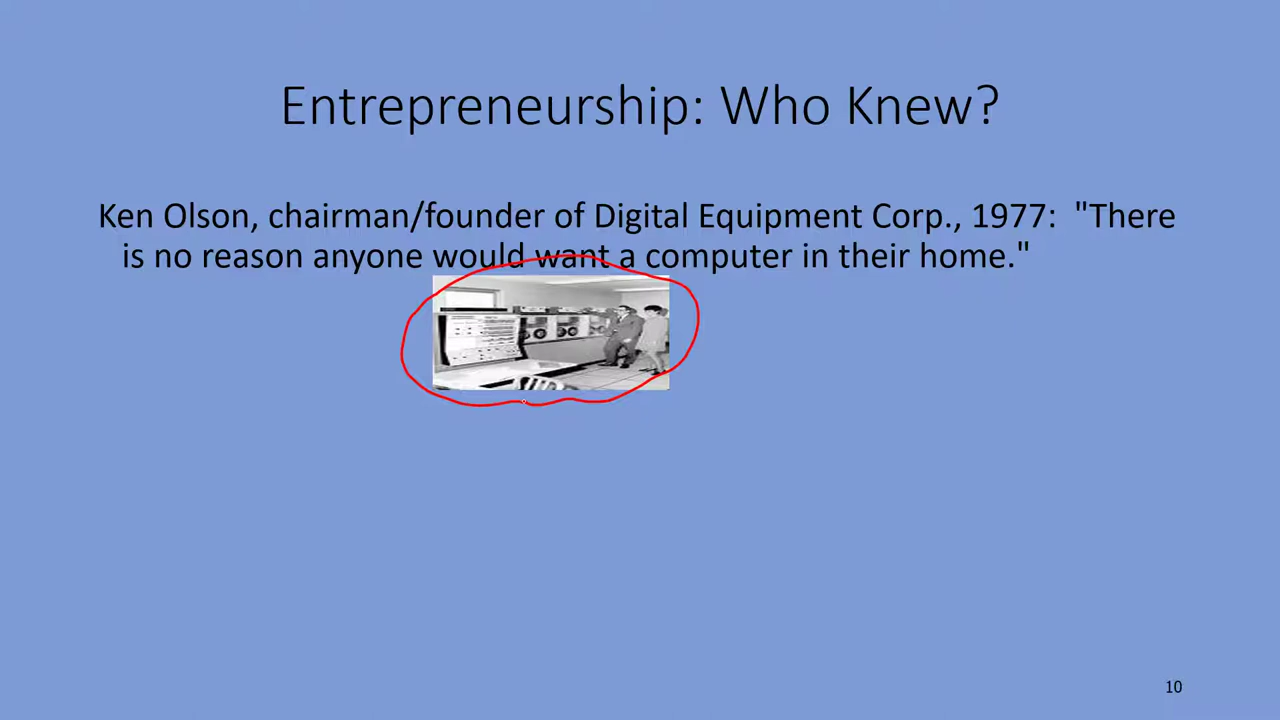 Entrepreneurship: Who Knew?
Ken Olson, chairman/founder of Digital Equipment Corp., 1977:  "There
is no reason anyone would want a computer in their home."
10